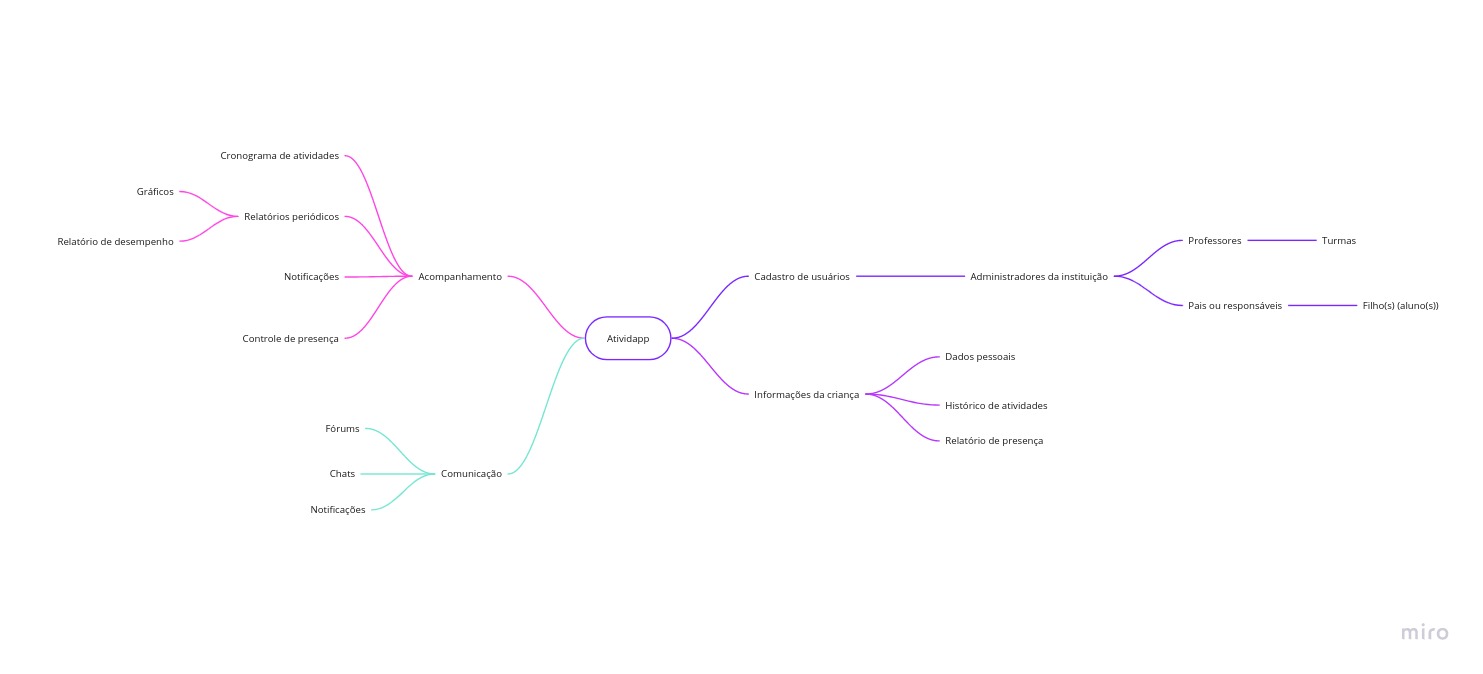 Cronograma de atividades
Gráficos
Relatórios periódicos
Relatório de desempenho
Notificações
Acompanhamento
Controle de presença
Fórums
Chats
Comunicação
Notificações
Atividapp
Cadastro de usuários
Administradores da instituição
Professores
Turmas
Pais ou responsáveis
Filho(s) (aluno(s))
Informações da criança
Dados pessoais
Histórico de atividades
Relatório de presença
miro